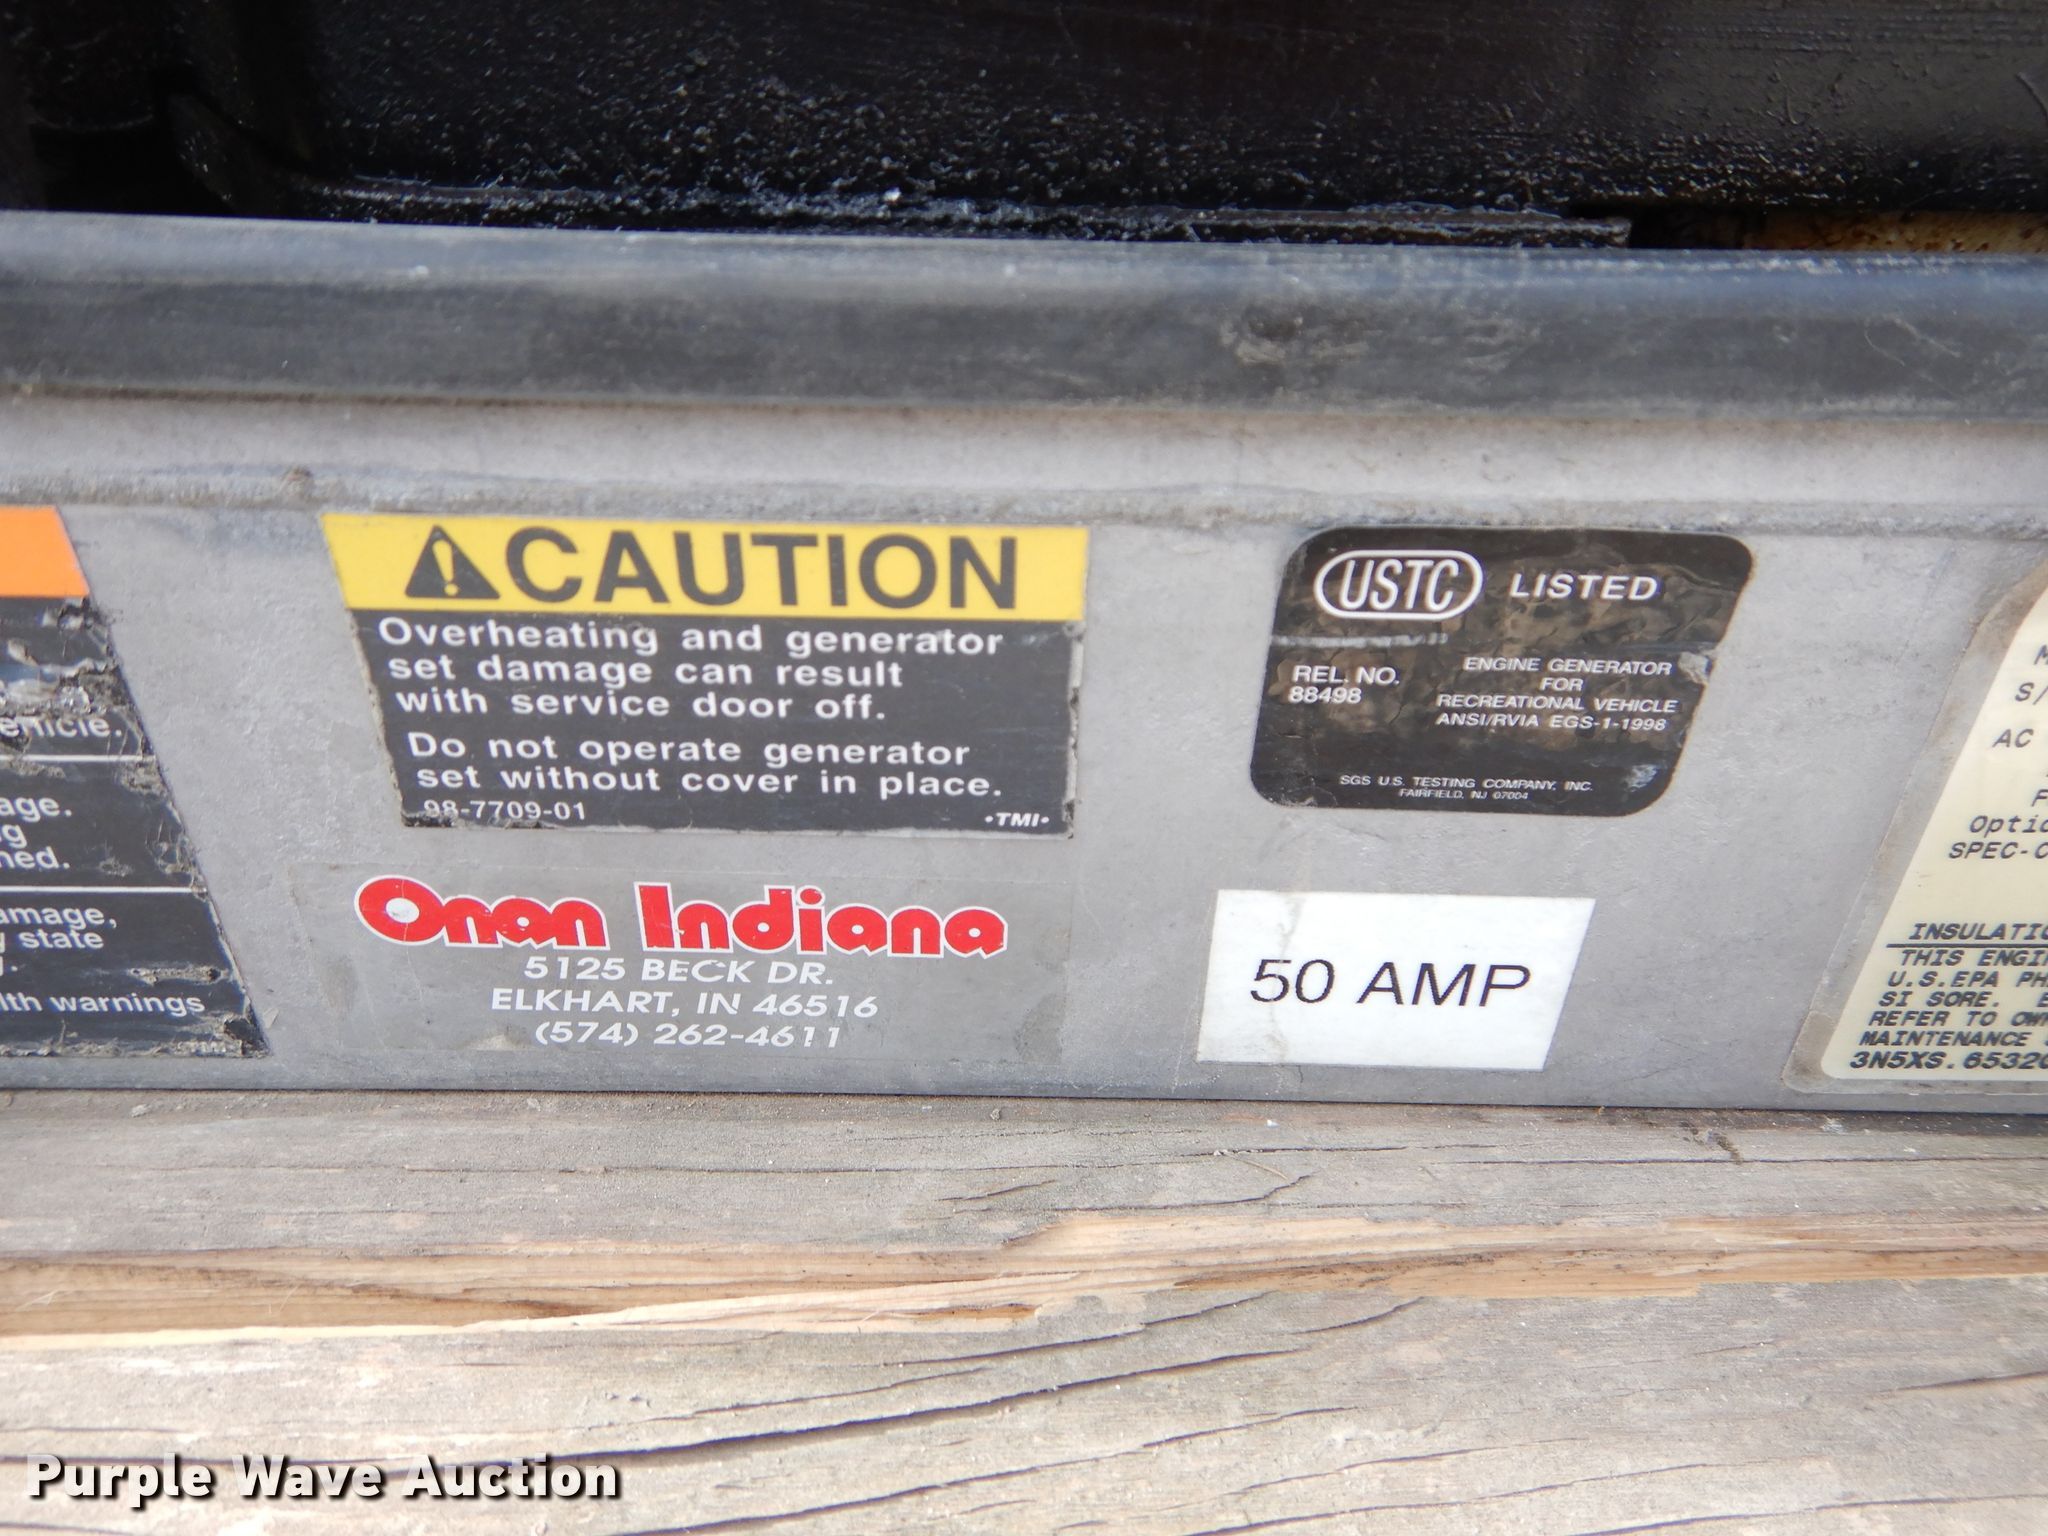 ehicle.
age.
g
ned.
amage,
y state
lth warnings
CAUTION
Overheating and generator
set damage can result
with service door off.
Do not operate generator
set without cover in place.
98-7709-01
•TMI•
Onan Indiana
5125 BECK DR.
ELKHART, IN 46516
(574) 262-4611
USTC LISTED
REL. NO.
88498
ENGINE GENERATOR
FOR
RECREATIONAL VEHICLE
ANSI/RVIA EGS-1-1998
SGS U.S. TESTING COMPANY, INC.
FAIRFIELD, NJ 07004
50 AMP
M
S/
AC
F
Optio
SPEC-C
INSULATIO
THIS ENGIN
U.S.EPA PH
SI SORE. E
REFER TO OW
MAINTENANCE
3N5XS.6532
Purple Wave Auction